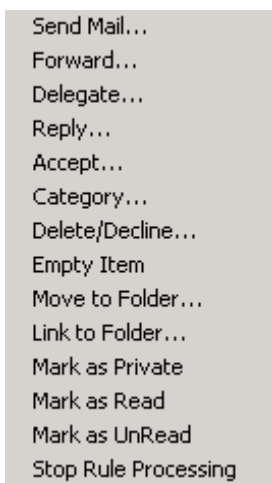 Send Mail...
Forward...
Delegate...
Reply...
Accept...
Category...
Delete/Decline...
Empty Item
Move to Folder...
Link to Folder...
Mark as Private
Mark as Read
Mark as UnRead
Stop Rule Processing